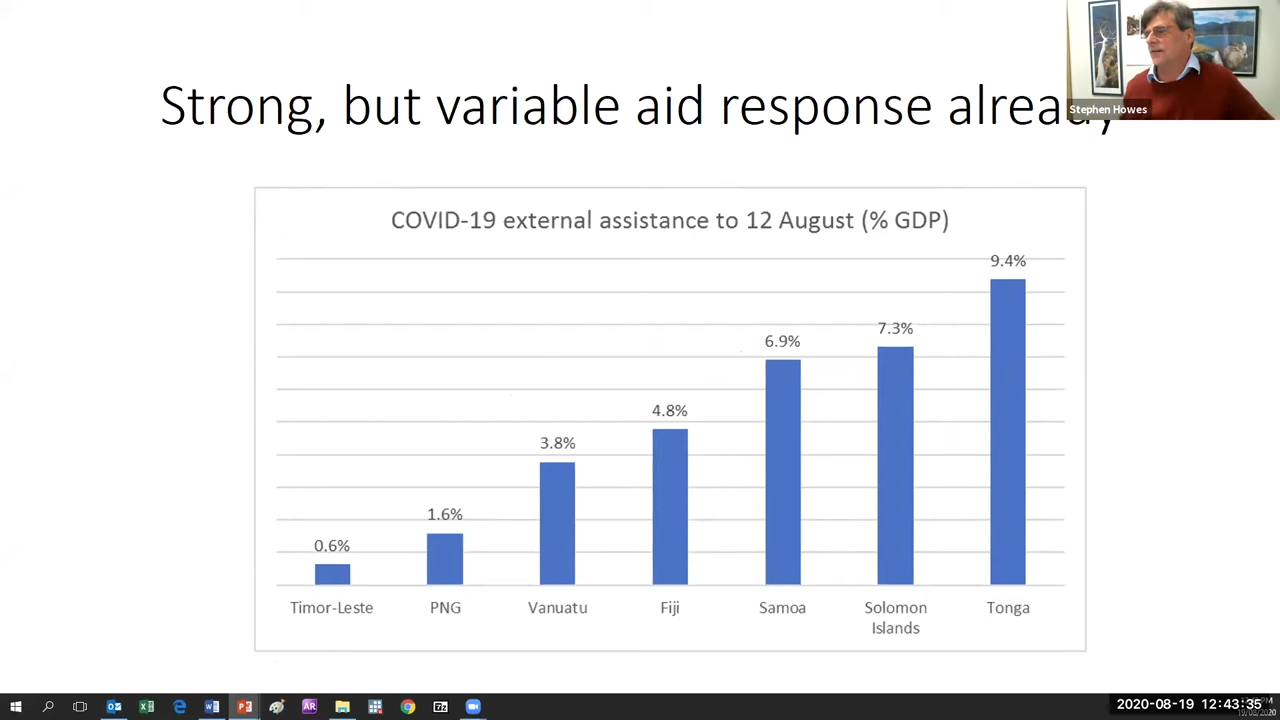 Strong, but variable aid response already
Stephen Howes
COVID-19 external assistance to 12 August (% GDP)
9.4%
7.3%
6.9%
4.8%
3.8%
1.6%
0.6%
Timor-Leste
PNG
Vanuatu
Fiji
Samoa
Solomon
Islands
Tonga
2020-08-19 12:43:35